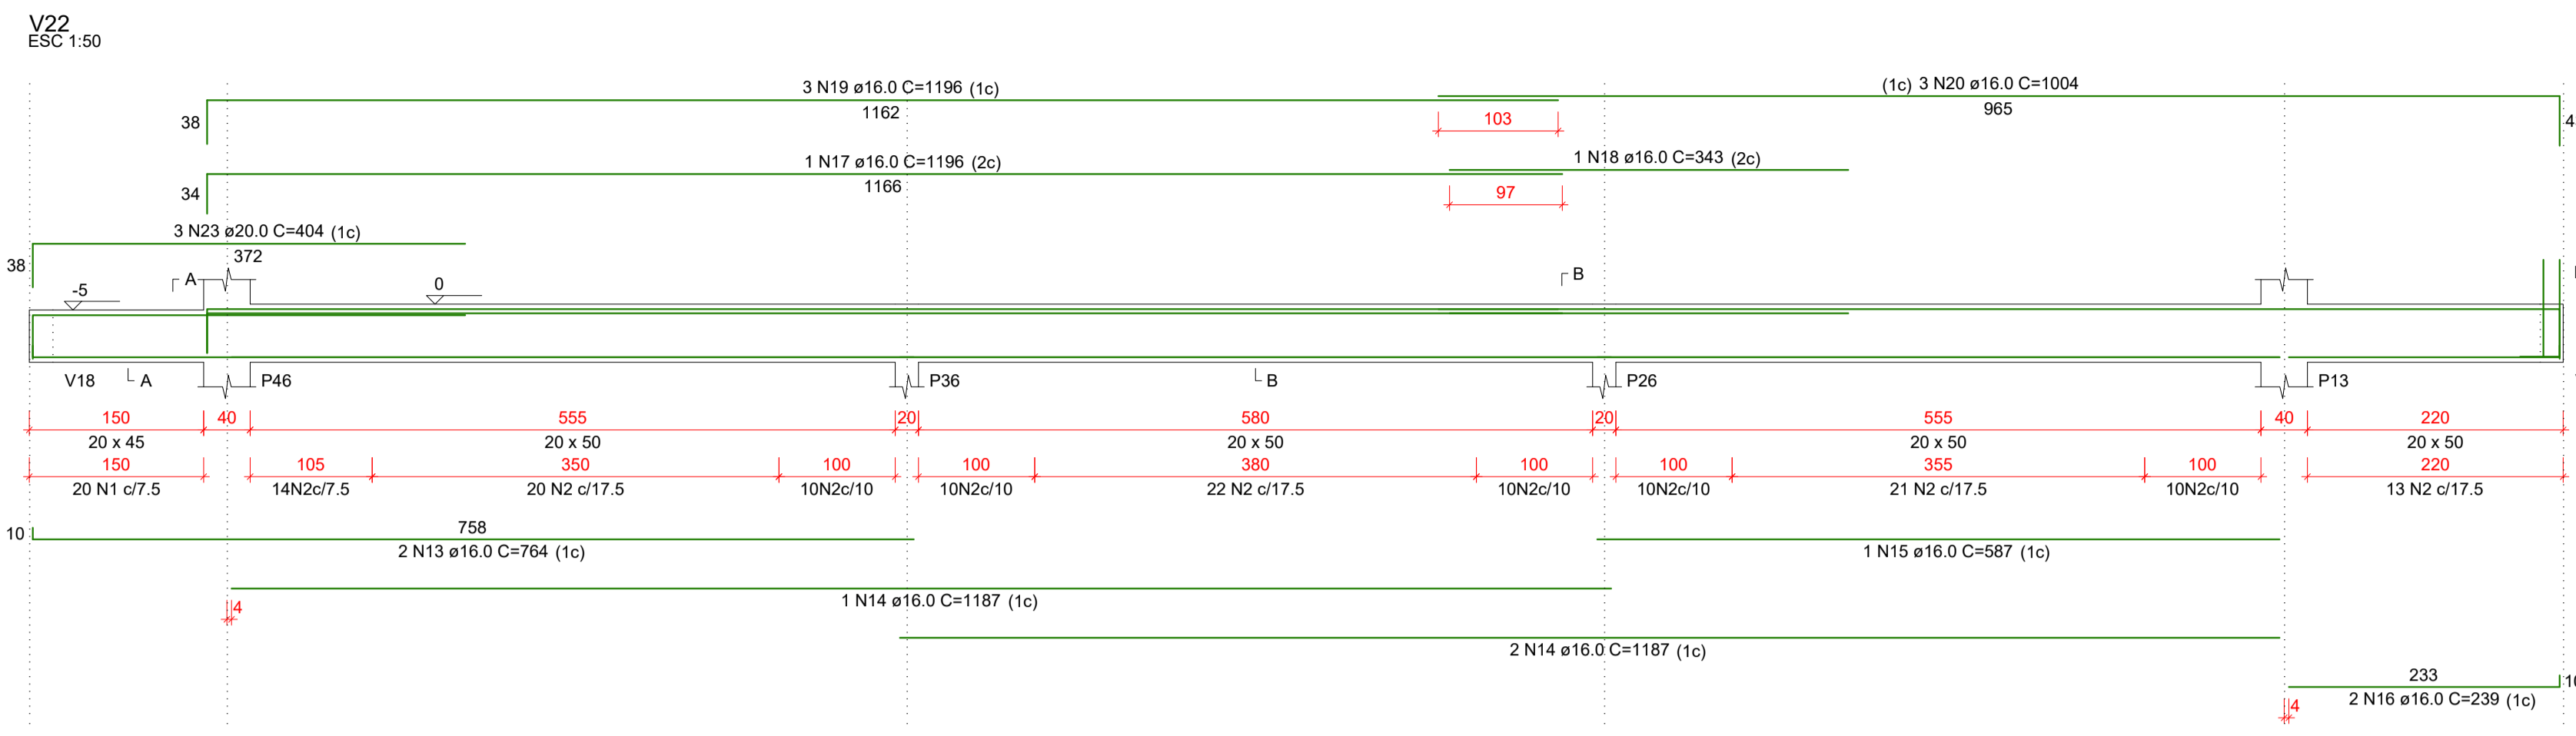 V22
ESC 1:50
3 N19 ø16.0 C=1196 (1c)
1162
38
103
(1c) 3 N20 ø16.0 C=1004
965
4
1 N17 ø16.0 C=1196 (2c)
1166
34
1 N18 ø16.0 C=343 (2c)
97
3 N23 ø20.0 C=404 (1c)
372
38
A
B
-5
0
V18
A
P46
P36
B
P26
P13
150 40 555 20 580 20 555 40 220
20 x 45 20 x 50 20 x 50 20 x 50 20 x 50
150 105 350 100 100 380 100 100 355 100 220
20 N1 c/7.5 14N2c/7.5 20 N2 c/17.5 10N2c/10 10N2c/10 22 N2 c/17.5 10N2c/10 10N2c/10 21 N2 c/17.5 10N2c/10 13 N2 c/17.5
10
758
2 N13 ø16.0 C=764 (1c)
1 N15 ø16.0 C=587 (1c)
1 N14 ø16.0 C=1187 (1c)
4
2 N14 ø16.0 C=1187 (1c)
233
2 N16 ø16.0 C=239 (1c)
4